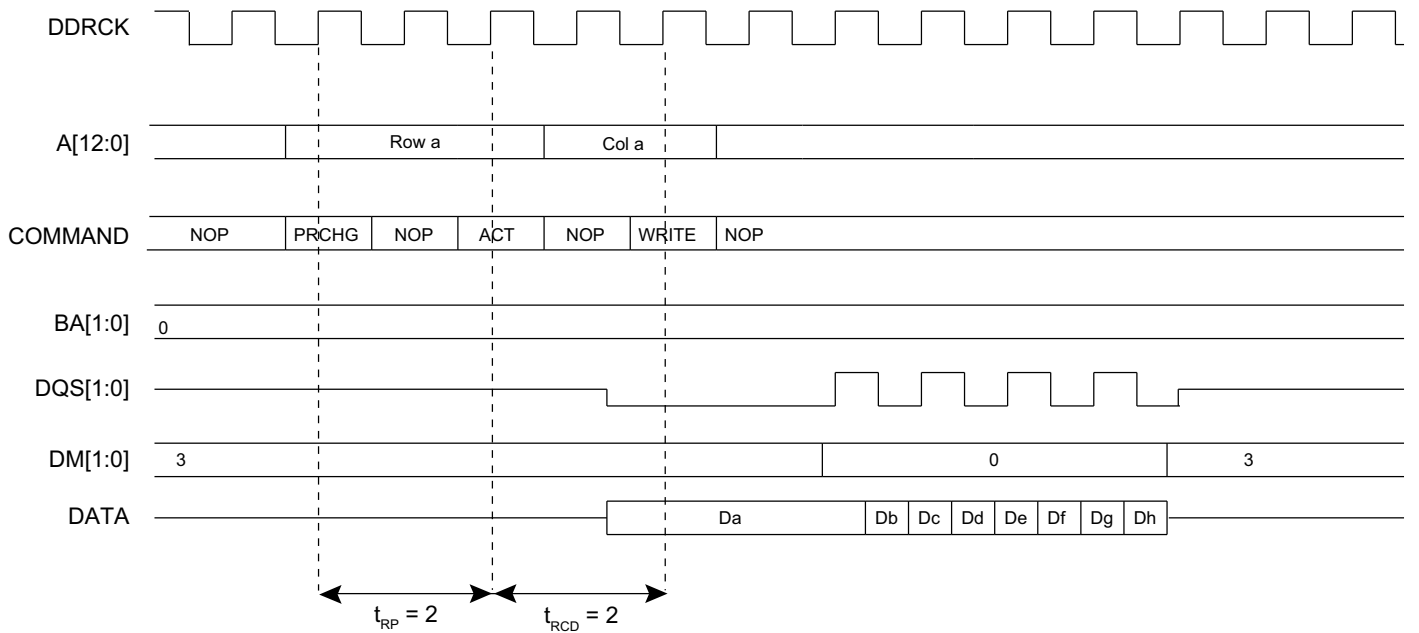 DDRCK
A[12:0] Row a Col a
COMMAND NOP PRCHG NOP ACT NOP WRITE NOP
BA[1:0] 0
DQS[1:0]
DM[1:0] 3 0 3
DATA Da Db Dc Dd De Df Dg Dh
tRP = 2 tRCD = 2